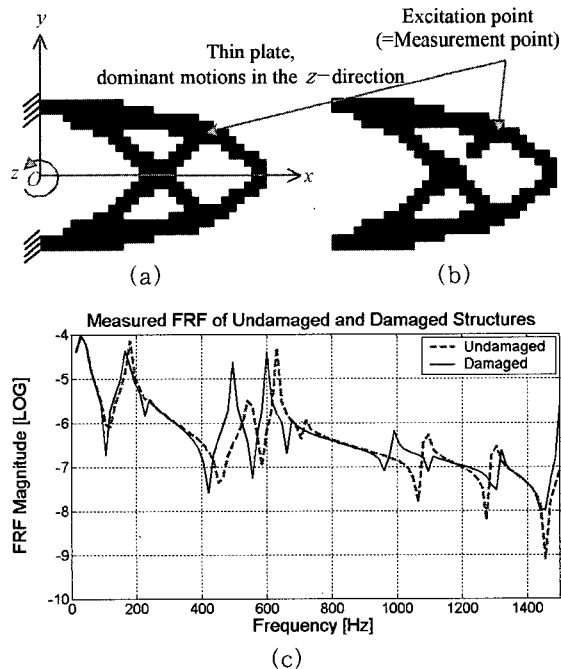 y
Excitation point
(=Measurement point)
Thin plate,
dominant motions in the z-direction
z
O
x
(a)
(b)
Measured FRF of Undamaged and Damaged Structures
Undamaged
Damaged
FRF Magnitude [LOG]
-4
-5
-6
-7
-8
-9
-10
0
200
400
600
800
1000
1200
1400
Frequency [Hz]
(c)